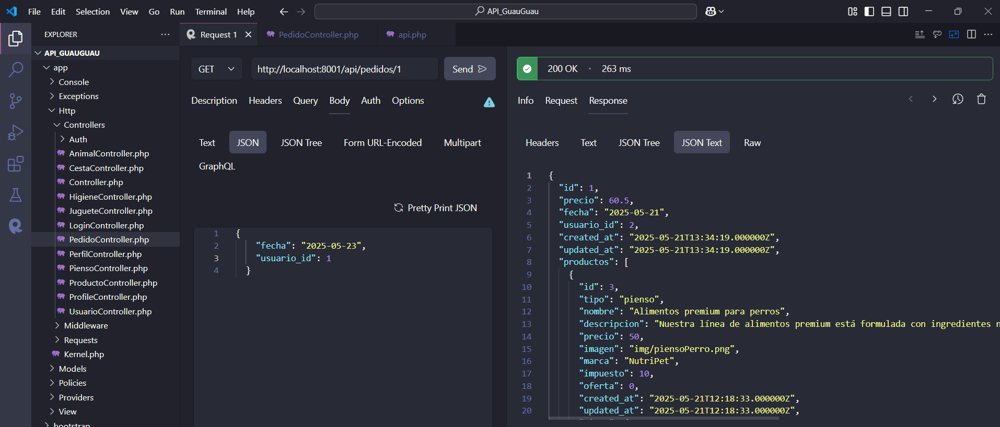 File Edit Selection View Go Run Terminal Help
API_GuauGuau
EXPLORER
API_GUAUGUAU
app
Console
Exceptions
Http
Controllers
Auth
AnimalController.php
CestaController.php
Controller.php
HigieneController.php
JugueteController.php
LoginController.php
PedidoController.php
PerfilController.php
PiensoController.php
ProductoController.php
ProfileController.php
UsuarioController.php
Middleware
Requests
Kernel.php
Models
Policies
Providers
View
bootstrap
Request 1
PedidoController.php
api.php
GET
http://localhost:8001/api/pedidos/1
Send
Description Headers Query Body Auth Options
Text JSON JSON Tree Form URL-Encoded Multipart
GraphQL
Pretty Print JSON
1 {
2 "fecha": "2025-05-23",
3 "usuario_id": 1
4 }
200 OK · 263 ms
Info Request Response
Headers Text JSON Tree JSON Text Raw
1 {
2 "id": 1,
3 "precio": 60.5,
4 "fecha": "2025-05-21",
5 "usuario_id": 2,
6 "created_at": "2025-05-21T13:34:19.000000Z",
7 "updated_at": "2025-05-21T13:34:19.000000Z",
8 "productos": [
9 {
10 "id": 3,
11 "tipo": "pienso",
12 "nombre": "Alimentos premium para perros",
13 "descripcion": "Nuestra línea de alimentos premium está formulada con ingredientes
14 "precio": 50,
15 "imagen": "img/piensoPerro.png",
16 "marca": "NutriPet",
17 "impuesto": 10,
18 "oferta": 0,
19 "created_at": "2025-05-21T12:18:33.000000Z",
20 "updated_at": "2025-05-21T12:18:33.000000Z",